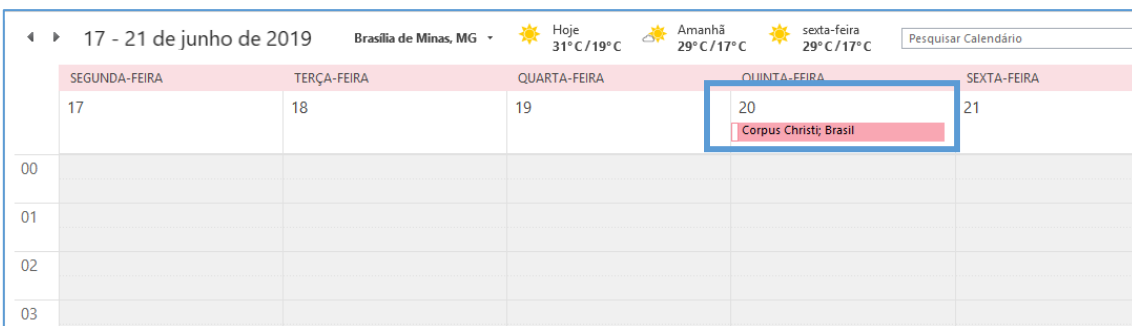 17 - 21 de junho de 2019
Brasília de Minas, MG
Hoje
31°C/19°C
Amanhã
29°C/17°C
sexta-feira
29°C/17°C
Pesquisar Calendário
SEGUNDA-FEIRA
TERÇA-FEIRA
QUARTA-FEIRA
QUINTA-FEIRA
SEXTA-FEIRA
17
18
19
20
21
Corpus Christi; Brasil
00
01
02
03